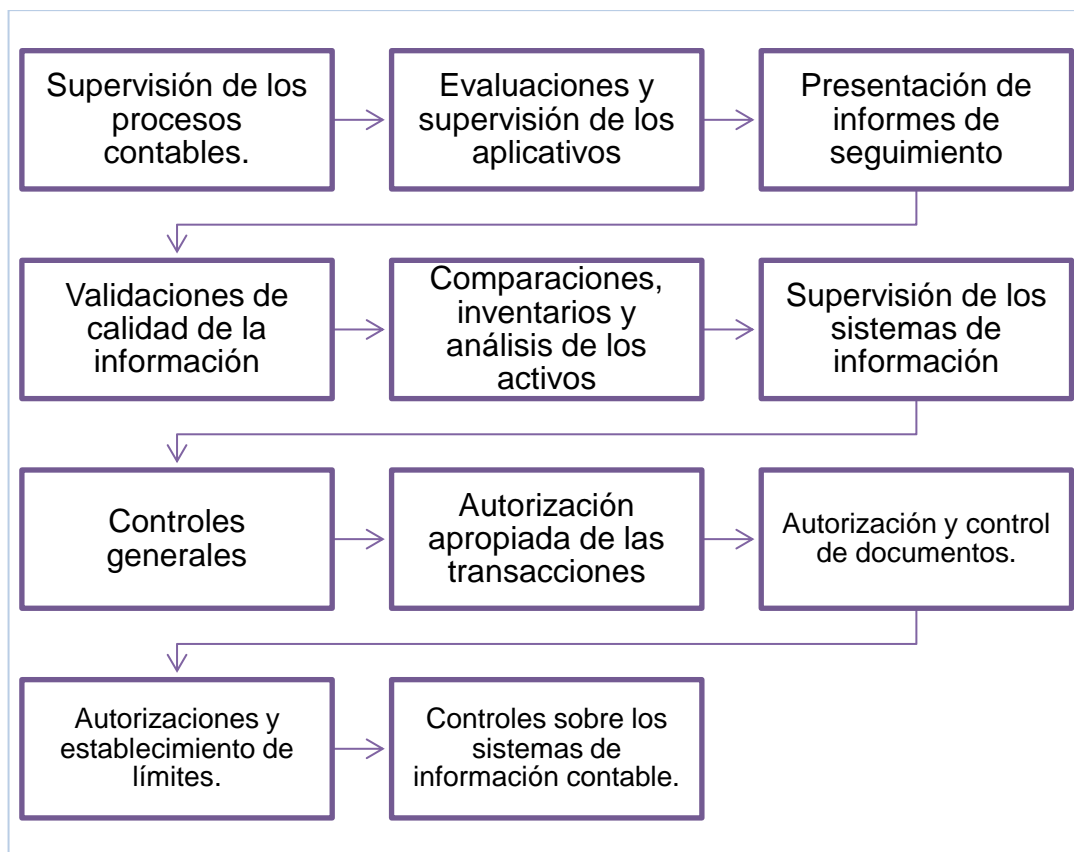 Supervisión de los
procesos
contables.
Evaluaciones y
supervisión de los
aplicativos
Presentación de
informes de
seguimiento
Validaciones de
calidad de la
información
Comparaciones,
inventarios y
análisis de los
activos
Supervisión de los
sistemas de
información
Controles
generales
Autorización
apropiada de las
transacciones
Autorización y control
de documentos.
Autorizaciones y
establecimiento de
límites.
Controles sobre los
sistemas de
información contable.